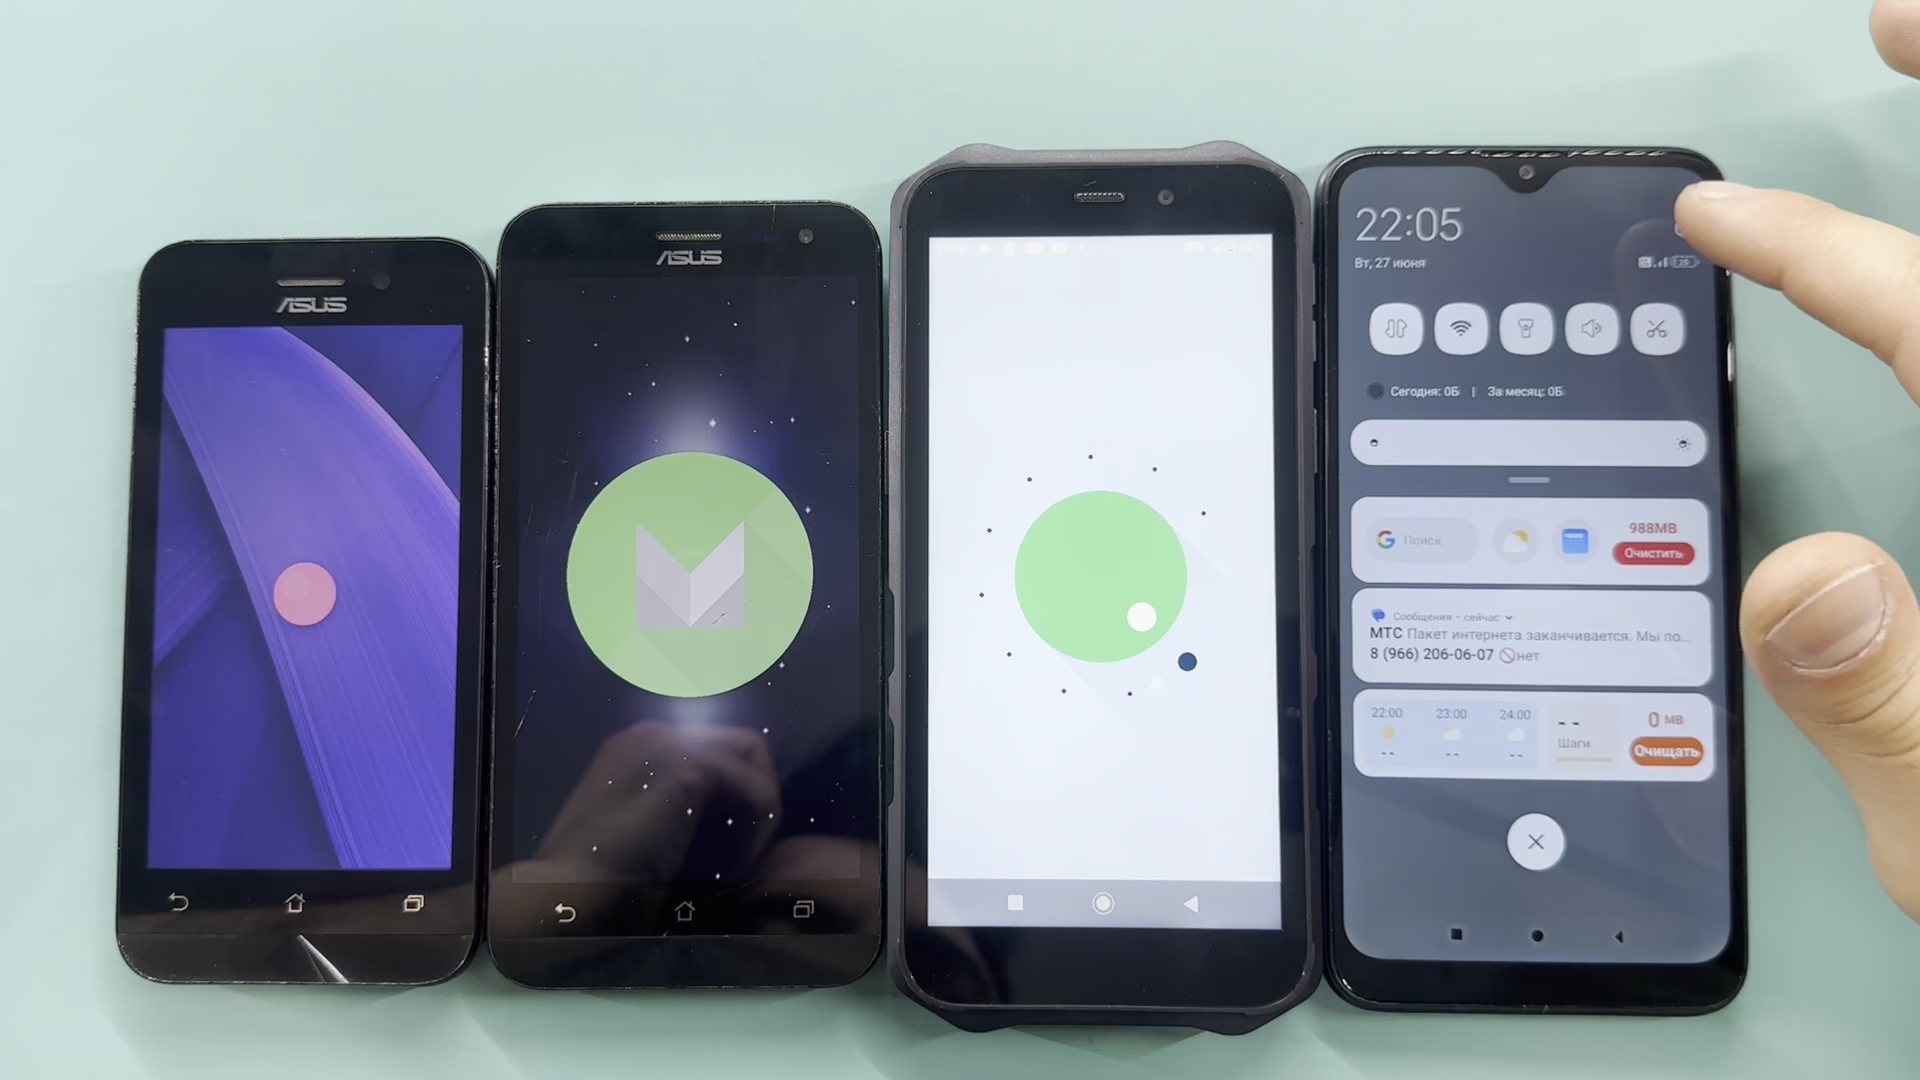 ASUS
ASUS
22:05
Вт, 27 июня
25
Сегодня: 0Б | За месяц: 0Б
Поиск
988MB
Очистить
Сообщения • сейчас
МТС Пакет интернета заканчивается. Мы по...
8 (966) 206-06-07 нет
22:00 23:00 24:00
-- -- --
--
Шаги
0 MB
Очищать